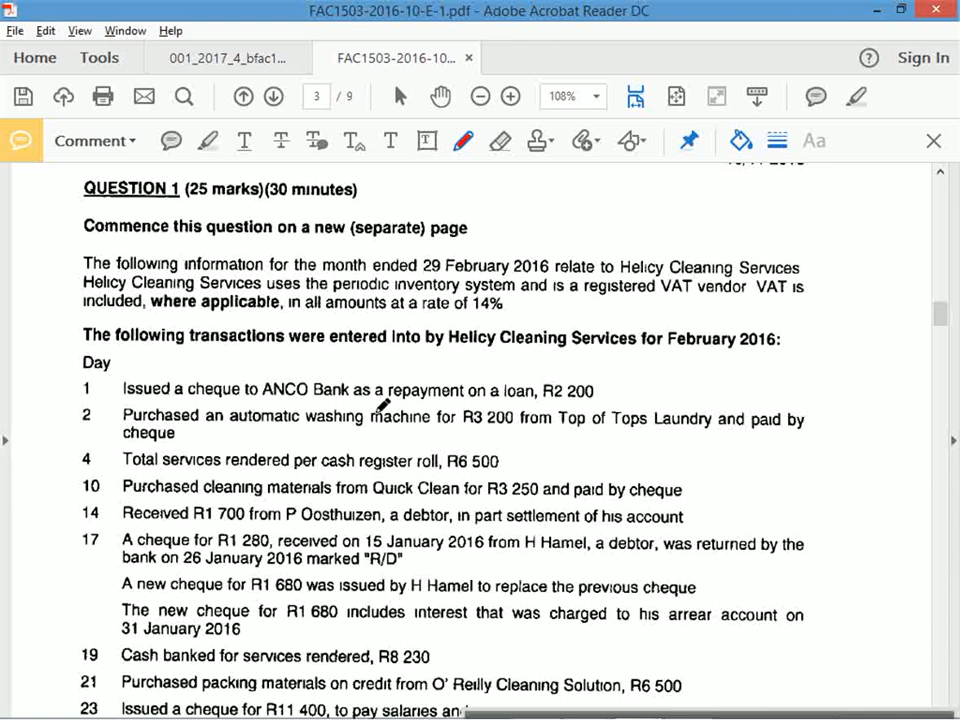 FAC1503-2016-10-E-1.pdf - Adobe Acrobat Reader DC
File Edit View Window Help
Home Tools 001_2017_4_bfac1... FAC1503-2016-10... × Sign In
3 / 9 108%
Comment Aa
QUESTION 1 (25 marks)(30 minutes)
Commence this question on a new (separate) page
The following information for the month ended 29 February 2016 relate to Helicy Cleaning Services
Helicy Cleaning Services uses the periodic inventory system and is a registered VAT vendor VAT is
included, where applicable, in all amounts at a rate of 14%
The following transactions were entered into by Helicy Cleaning Services for February 2016:
Day
1 Issued a cheque to ANCO Bank as a repayment on a loan, R2 200
2 Purchased an automatic washing machine for R3 200 from Top of Tops Laundry and paid by
cheque
4 Total services rendered per cash register roll, R6 500
10 Purchased cleaning materials from Quick Clean for R3 250 and paid by cheque
14 Received R1 700 from P Oosthuizen, a debtor, in part settlement of his account
17 A cheque for R1 280, received on 15 January 2016 from H Hamel, a debtor, was returned by the
bank on 26 January 2016 marked "R/D"
A new cheque for R1 680 was issued by H Hamel to replace the previous cheque
The new cheque for R1 680 includes interest that was charged to his arrear account on
31 January 2016
19 Cash banked for services rendered, R8 230
21 Purchased packing materials on credit from O' Reilly Cleaning Solution, R6 500
23 Issued a cheque for R11 400, to pay salaries an